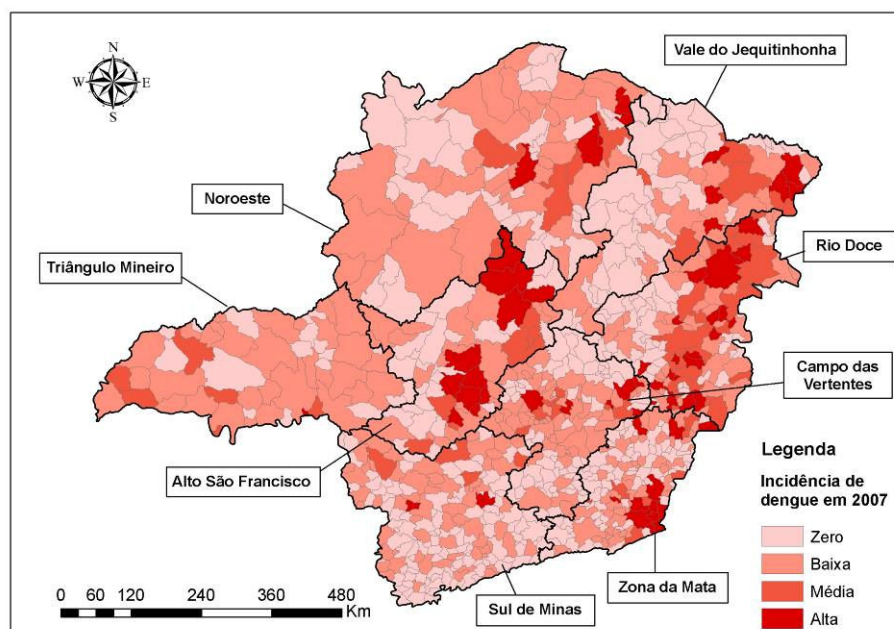 N
W E
S
Vale do Jequitinhonha
Noroeste
Rio Doce
Triângulo Mineiro
Campo das
Vertentes
Alto São Francisco
Legenda
Incidência de
dengue em 2007
Zero
Baixa
Média
Alta
0 60 120 240 360 480
Km
Sul de Minas
Zona da Mata